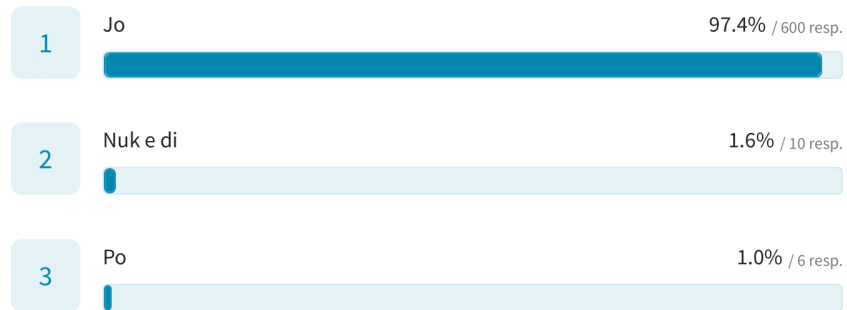 1
Jo
97.4% / 600 resp.
2
Nuk e di
1.6% / 10 resp.
3
Po
1.0% / 6 resp.